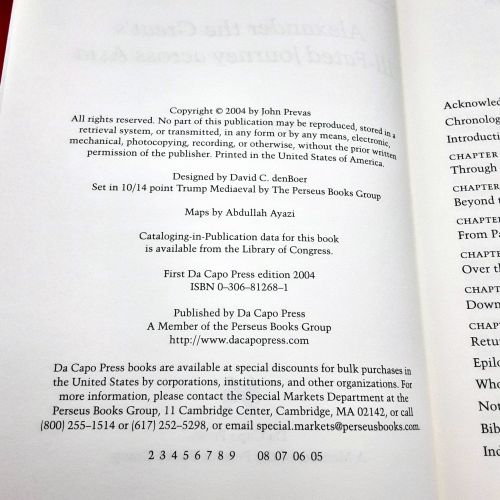 Copyright © 2004 by John Prevas
All rights reserved. No part of this publication may be reproduced, stored in a
retrieval system, or transmitted, in any form or by any means, electronic,
mechanical, photocopying, recording, or otherwise, without the prior written
permission of the publisher. Printed in the United States of America.
Designed by David C. denBoer
Set in 10/14 point Trump Mediaeval by The Perseus Books Group
Maps by Abdullah Ayazi
Cataloging-in-Publication data for this book
is available from the Library of Congress.
First Da Capo Press edition 2004
ISBN 0-306-81268-1
Published by Da Capo Press
A Member of the Perseus Books Group
http://www.dacapopress.com
Da Capo Press books are available at special discounts for bulk purchases in
the United States by corporations, institutions, and other organizations. For
more information, please contact the Special Markets Department at the
Perseus Books Group, 11 Cambridge Center, Cambridge, MA 02142, or call
(800) 255-1514 or (617) 252-5298, or email special.markets@perseusbooks.com.
2 3 4 5 6 7 8 9 08 07 06 05
Acknowled
Chronolog
Introducti
CHAPTER
Through
CHAPTER
Beyond t
CHAPTER
From Pa
CHAPTER
Over th
CHAPT
Down
CHAPT
Retur
Epilo
Who
Not
Bib
Ind